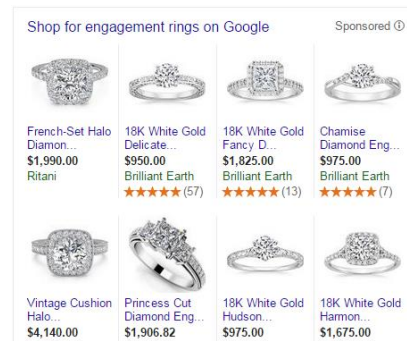 Shop for engagement rings on Google Sponsored ⓘ
French-Set Halo Diamon...
$1,990.00
Ritani
18K White Gold Delicate...
$950.00
Brilliant Earth
★★★★★ (57)
18K White Gold Fancy D...
$1,825.00
Brilliant Earth
★★★★★ (13)
Chamise Diamond Eng...
$975.00
Brilliant Earth
★★★★★ (7)
Vintage Cushion Halo...
$4,140.00
Princess Cut Diamond Eng...
$1,906.82
18K White Gold Hudson...
$975.00
18K White Gold Harmon...
$1,675.00